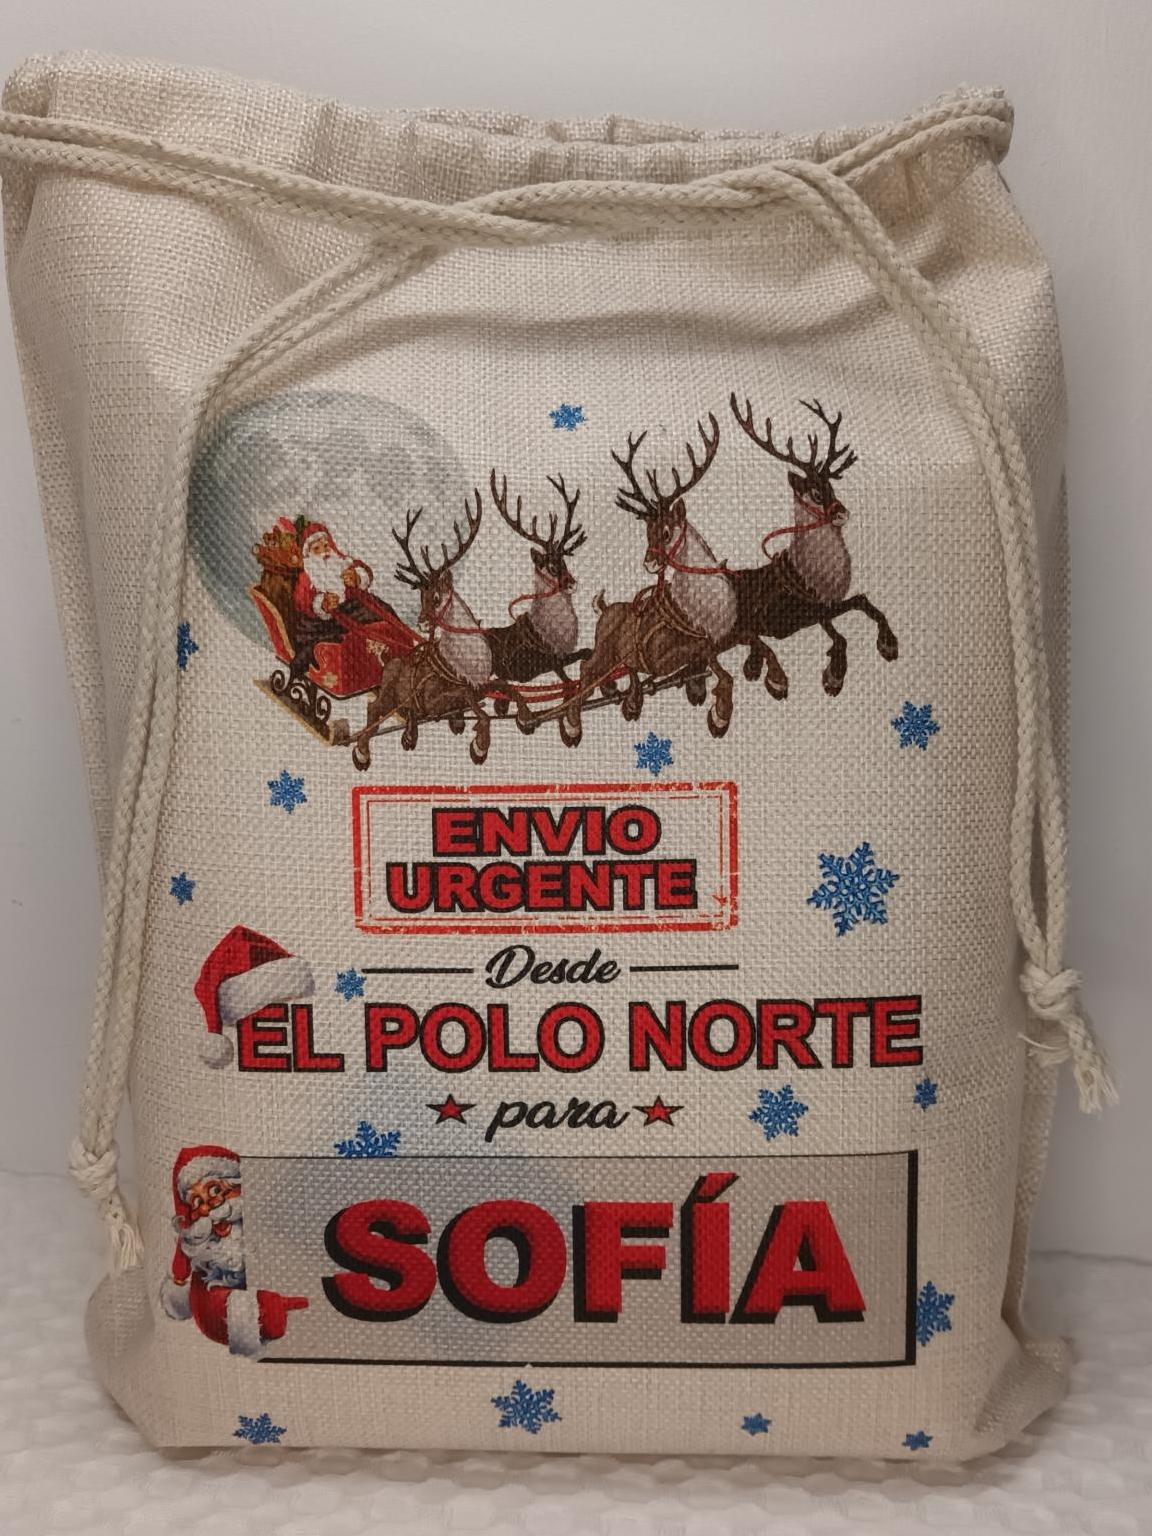 ENVIO
URGENTE
Desde
EL POLO NORTE
para
SOFÍA